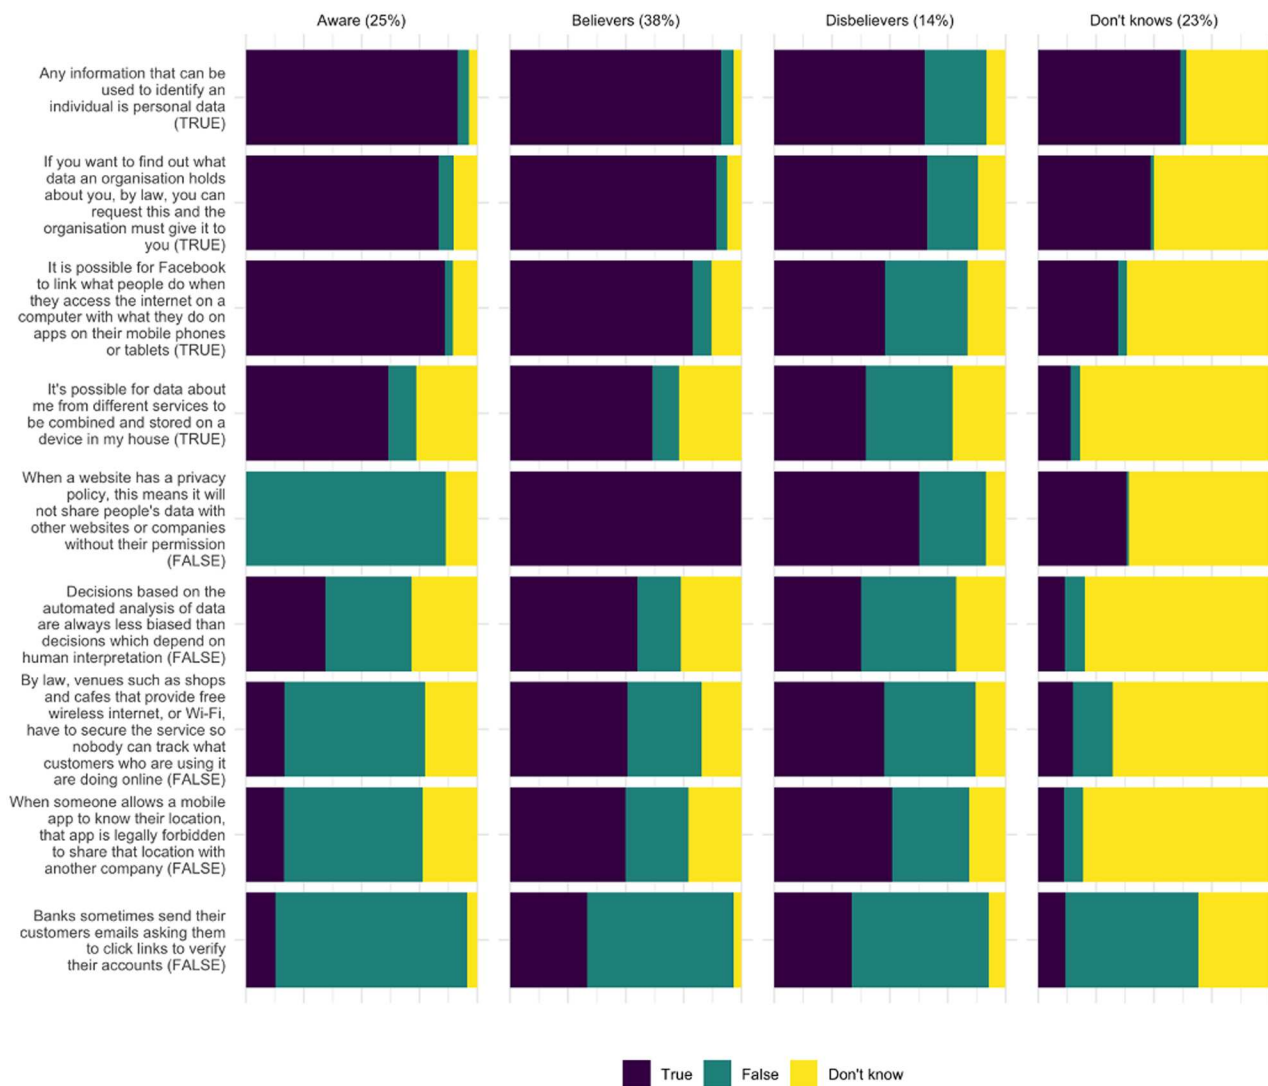 Aware (25%)
Believers (38%)
Disbelievers (14%)
Don't knows (23%)
Any information that can be
used to identify an
individual is personal data
(TRUE)
If you want to find out what
data an organisation holds
about you, by law, you can
request this and the
organisation must give it to
you (TRUE)
It is possible for Facebook
to link what people do when
they access the internet on a
computer with what they do on
apps on their mobile phones
or tablets (TRUE)
It's possible for data about
me from different services to
be combined and stored on a
device in my house (TRUE)
When a website has a privacy
policy, this means it will
not share people's data with
other websites or companies
without their permission
(FALSE)
Decisions based on the
automated analysis of data
are always less biased than
decisions which depend on
human interpretation (FALSE)
By law, venues such as shops
and cafes that provide free
wireless internet, or Wi-Fi,
have to secure the service so
nobody can track what
customers who are using it
are doing online (FALSE)
When someone allows a mobile
app to know their location,
that app is legally forbidden
to share that location with
another company (FALSE)
Banks sometimes send their
customers emails asking them
to click links to verify
their accounts (FALSE)
True
False
Don't know